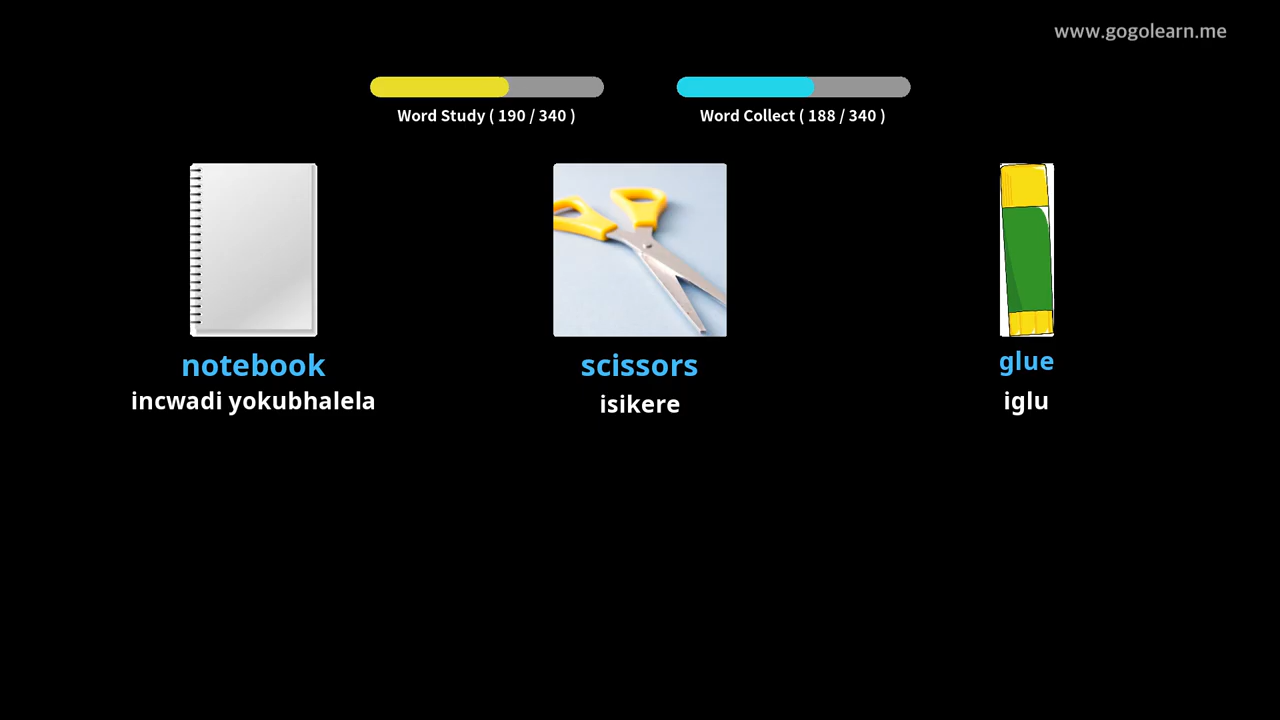 www.gogolearn.me
Word Study ( 190 / 340 )
Word Collect ( 188 / 340 )
notebook
incwadi yokubhalela
scissors
isikere
glue
iglu